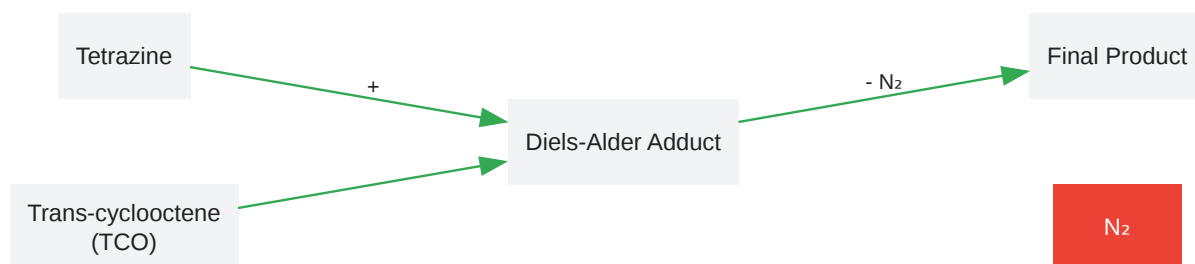 Tetrazine
+
- N₂
Final Product
Diels-Alder Adduct
Trans-cyclooctene
(TCO)
N₂